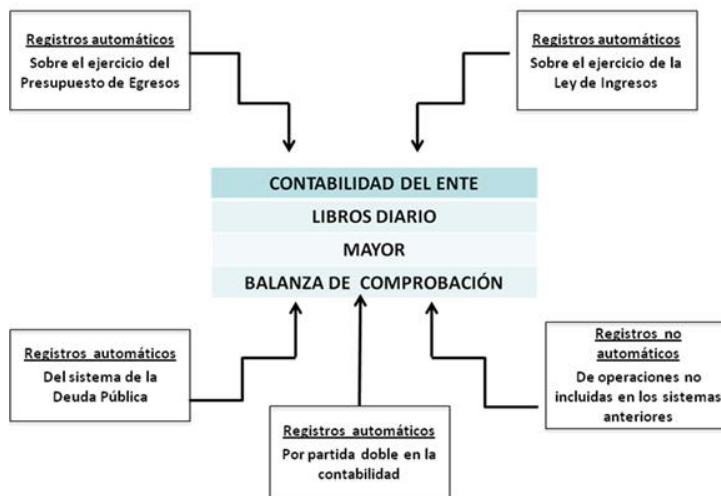 Registros automáticos
Sobre el ejercicio del
Presupuesto de Egresos
Registros automáticos
Sobre el ejercicio de la
Ley de Ingresos
CONTABILIDAD DEL ENTE
LIBROS DIARIO
MAYOR
BALANZA DE COMPROBACIÓN
Registros automáticos
Del sistema de la
Deuda Pública
Registros automáticos
Por partida doble en la
contabilidad
Registros no
automáticos
De operaciones no
incluidas en los sistemas
anteriores